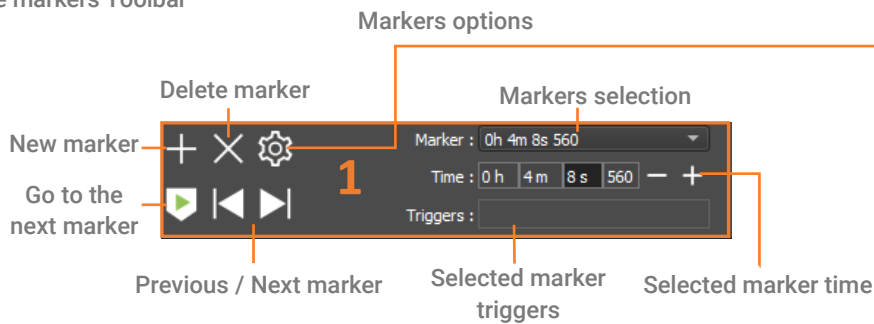 e markers Toolbar
Markers options
Delete marker
Markers selection
New marker
Marker : 0h 4m 8s 560
1
Time : 0 h 4 m 8 s 560
Go to the
next marker
Triggers :
Previous / Next marker
Selected marker
triggers
Selected marker time